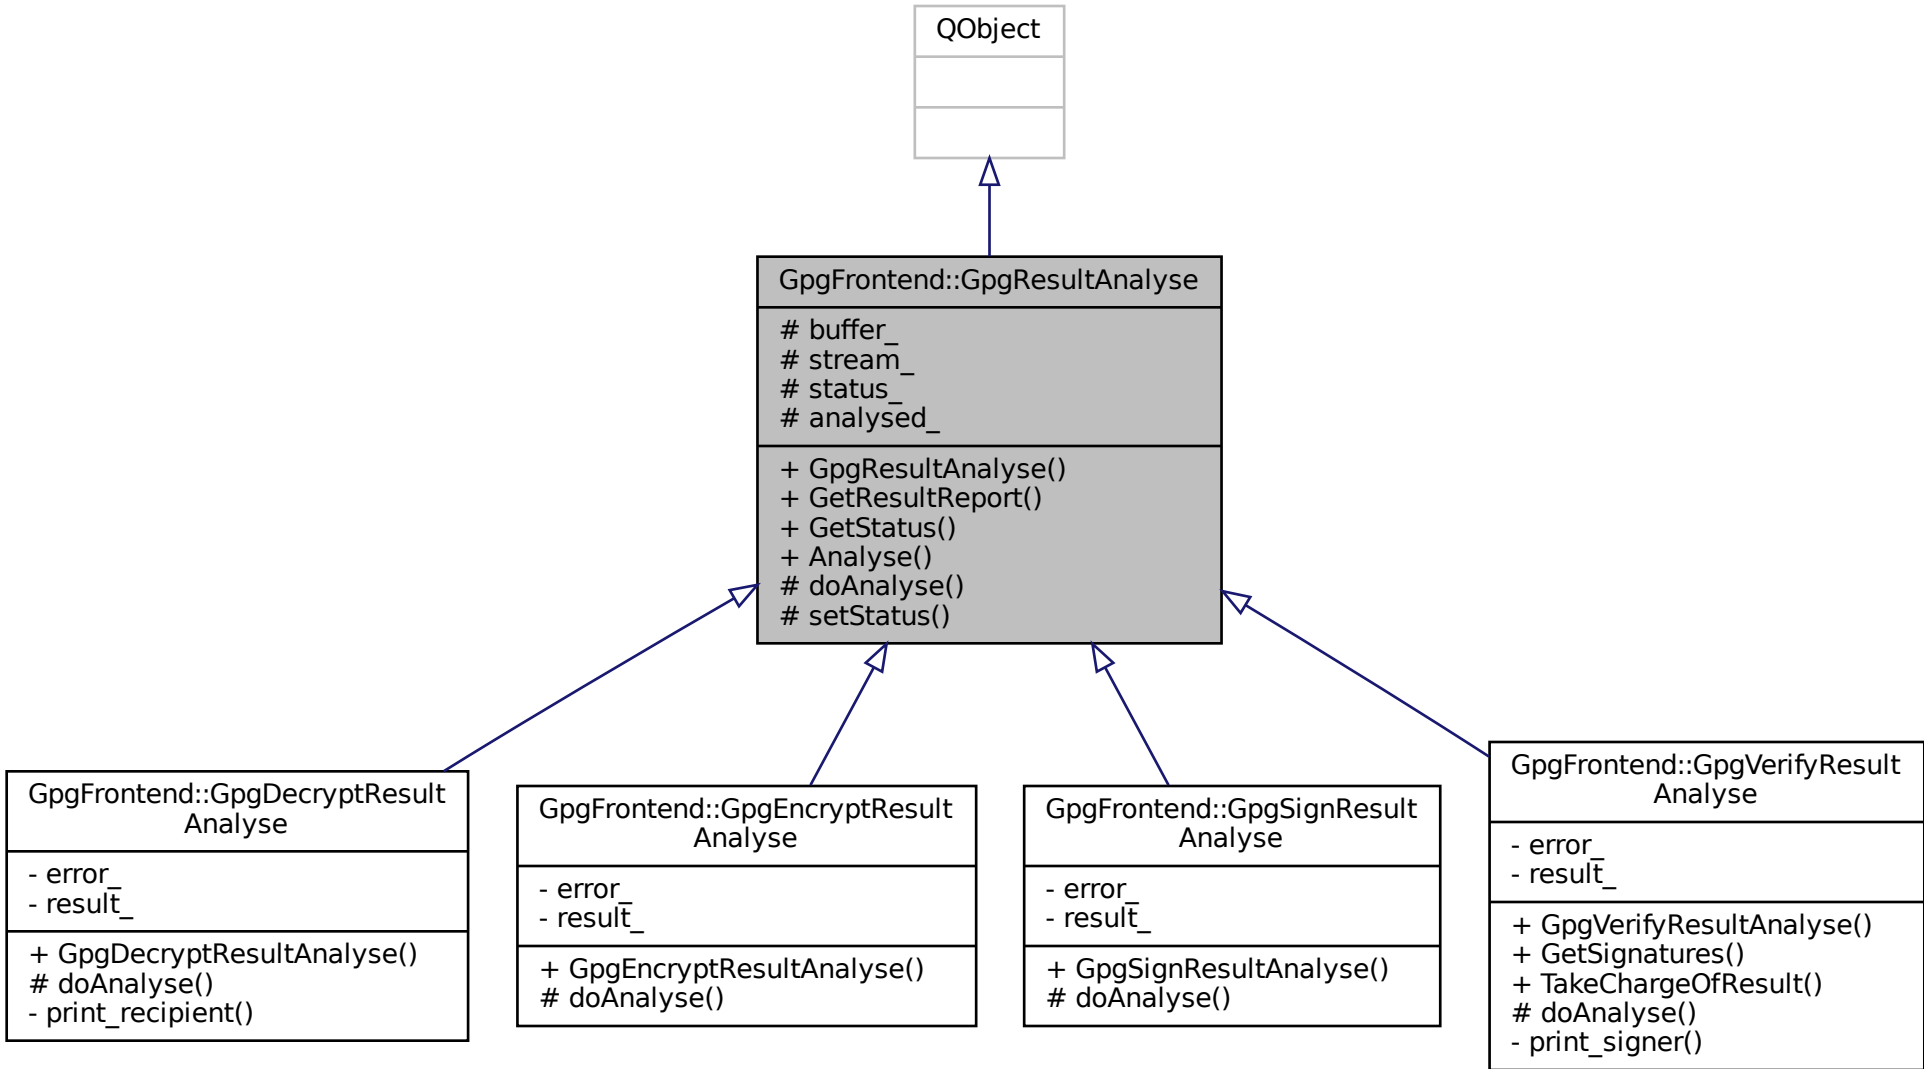 QObject
GpgFrontend::GpgResultAnalyse
# buffer_
# stream_
# status_
# analysed_
+ GpgResultAnalyse()
+ GetResultReport()
+ GetStatus()
+ Analyse()
# doAnalyse()
# setStatus()
GpgFrontend::GpgDecryptResult
Analyse
- error_
- result_
+ GpgDecryptResultAnalyse()
# doAnalyse()
- print_recipient()
GpgFrontend::GpgEncryptResult
Analyse
- error_
- result_
+ GpgEncryptResultAnalyse()
# doAnalyse()
GpgFrontend::GpgSignResult
Analyse
- error_
- result_
+ GpgSignResultAnalyse()
# doAnalyse()
GpgFrontend::GpgVerifyResult
Analyse
- error_
- result_
+ GpgVerifyResultAnalyse()
+ GetSignatures()
+ TakeChargeOfResult()
# doAnalyse()
- print_signer()